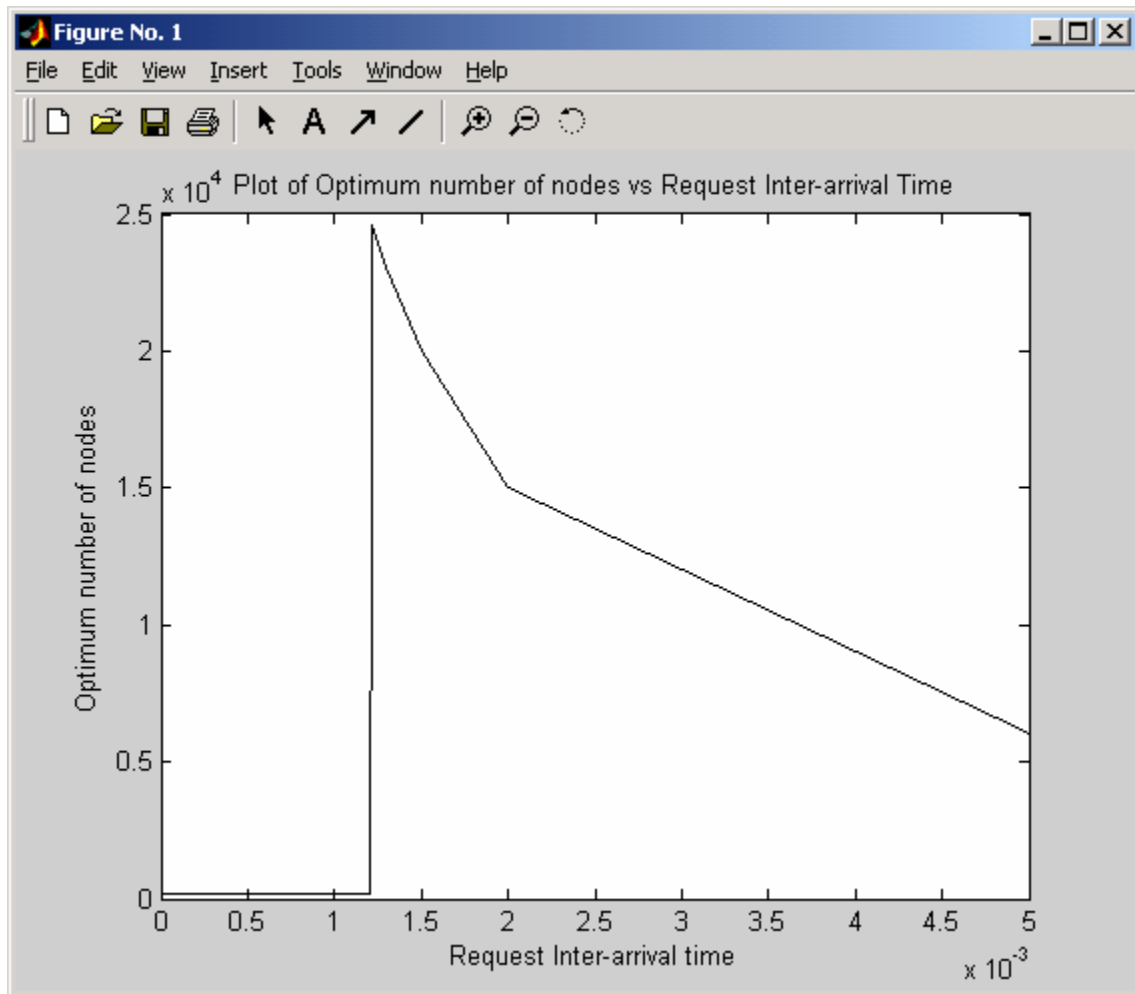 Figure No. 1
File Edit View Insert Tools Window Help
A
x 10^4 Plot of Optimum number of nodes vs Request Inter-arrival Time
2.5
2
1.5
1
0.5
0
Optimum number of nodes
0 0.5 1 1.5 2 2.5 3 3.5 4 4.5 5
Request Inter-arrival time
x 10^-3